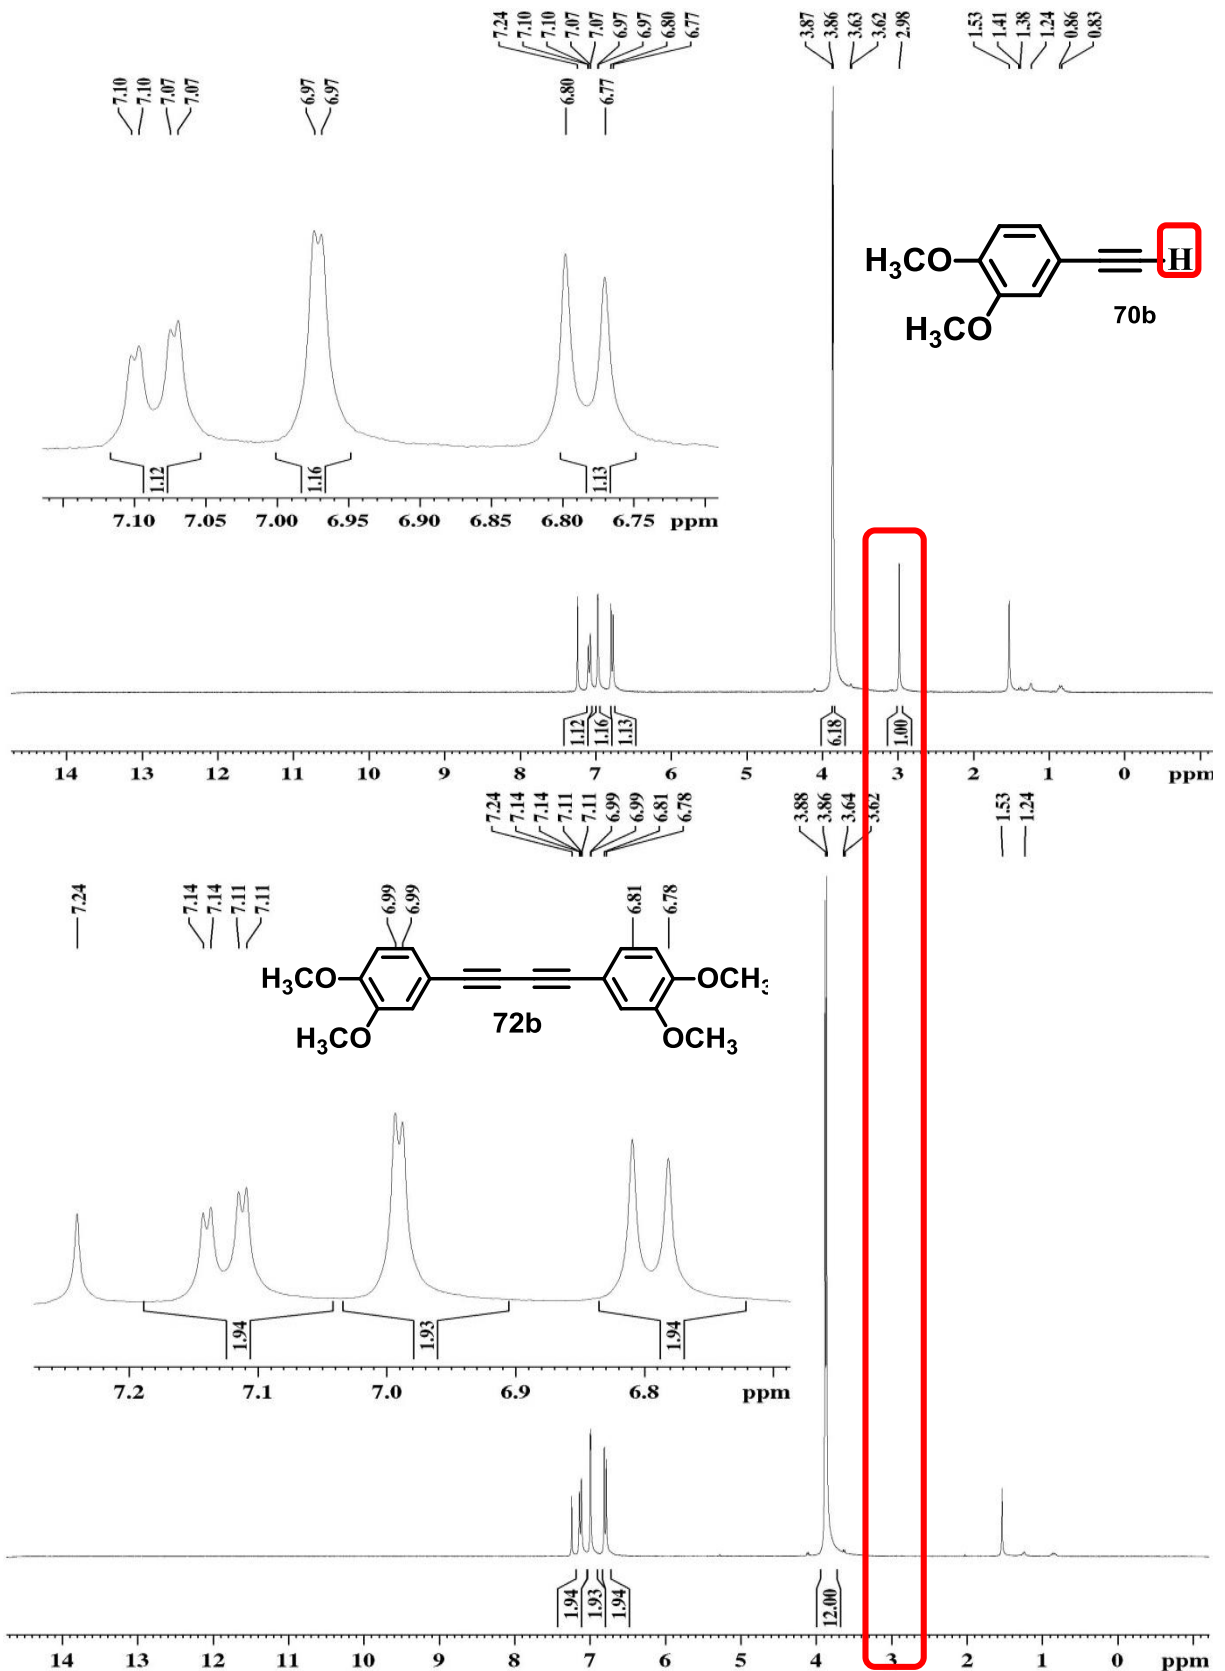 7.24 7.10 7.10 7.07 7.07 6.97 6.97 6.80 6.77 3.87 3.86 3.63 3.62 2.98 1.53 1.41 1.38 1.24 0.86 0.83
7.10 7.10 7.07 7.07 6.97 6.97 6.80 6.77
H3CO H
H3CO 70b
1.12 1.16 1.13
7.10 7.05 7.00 6.95 6.90 6.85 6.80 6.75 ppm
1.12 1.16 1.13 6.18 1.00
14 13 12 11 10 9 8 7 6 5 4 3 2 1 0 ppm
7.24 7.14 7.14 7.11 7.11 6.99 6.99 6.81 6.78 3.88 3.86 3.64 3.62 1.53 1.24
7.24 7.14 7.14 7.11 7.11 6.99 6.99 6.81 6.78
H3CO OCH3
H3CO 72b OCH3
1.94 1.93 1.94
7.2 7.1 7.0 6.9 6.8 ppm
1.94 1.93 1.94 12.00
14 13 12 11 10 9 8 7 6 5 4 3 2 1 0 ppm